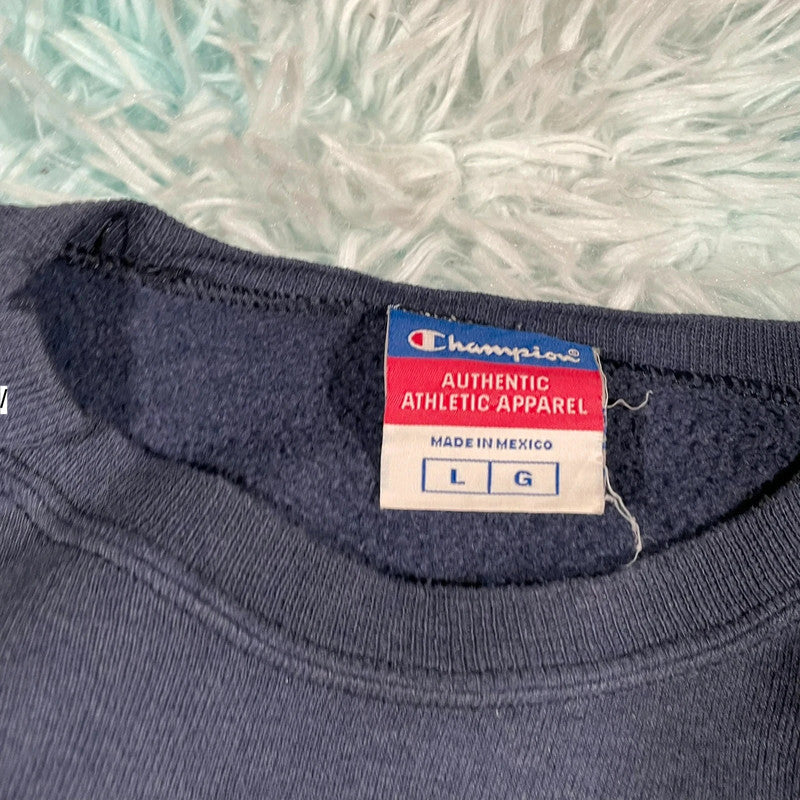 Champion®
AUTHENTIC
ATHLETIC APPAREL
MADE IN MEXICO
L G